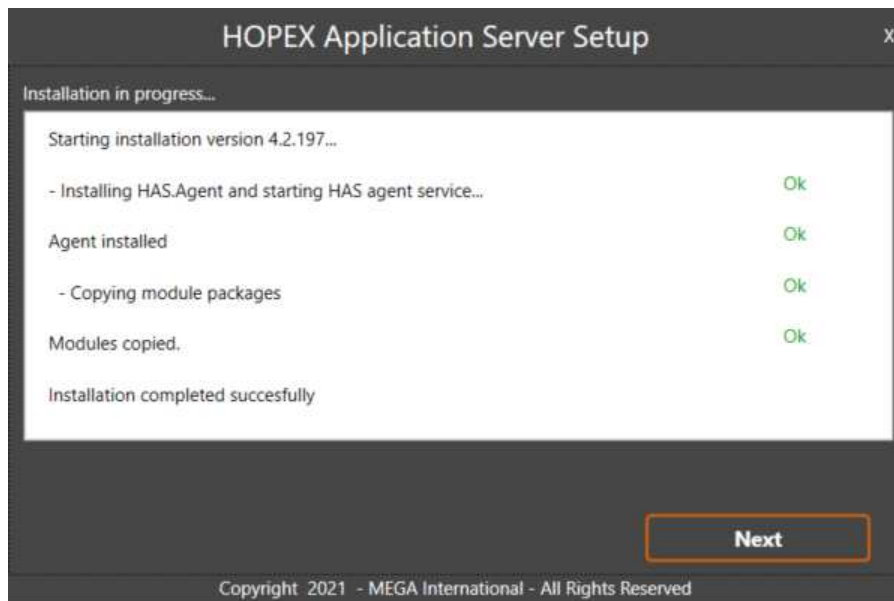 HOPEX Application Server Setup x
Installation in progress...
Starting installation version 4.2.197...
- Installing HAS.Agent and starting HAS agent service... Ok
Agent installed Ok
- Copying module packages Ok
Modules copied. Ok
Installation completed succesfully
Next
Copyright 2021 - MEGA International - All Rights Reserved